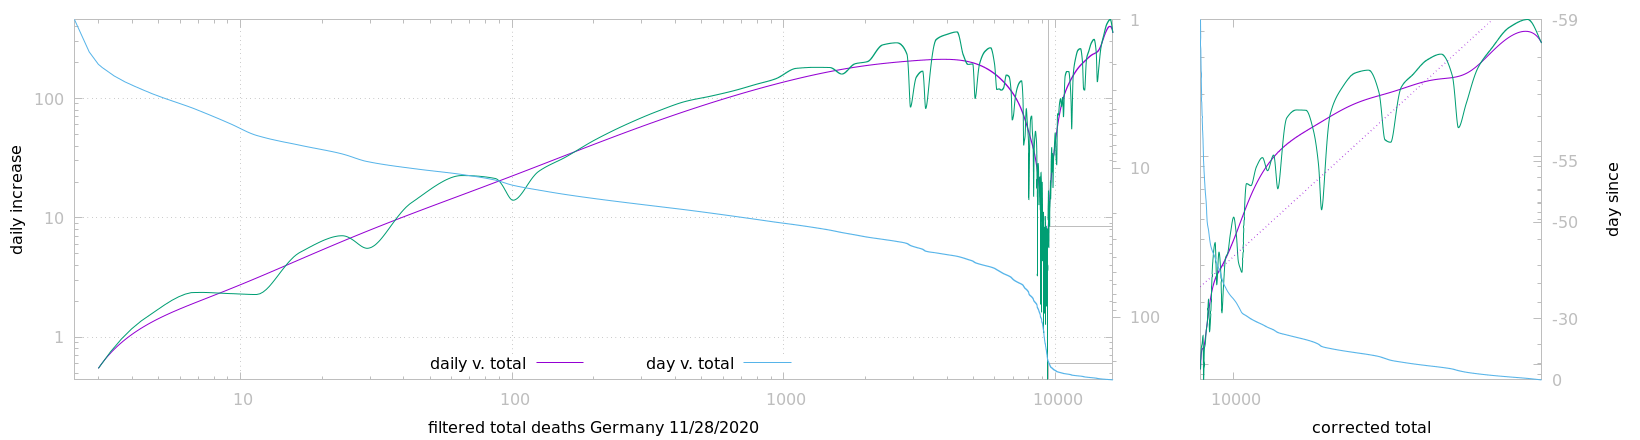 daily increase
100
10
1
daily v. total
day v. total
10
100
1000
10000
filtered total deaths Germany 11/28/2020
1
10
100
10000
corrected total
-59
-55
-50
-30
0
day since